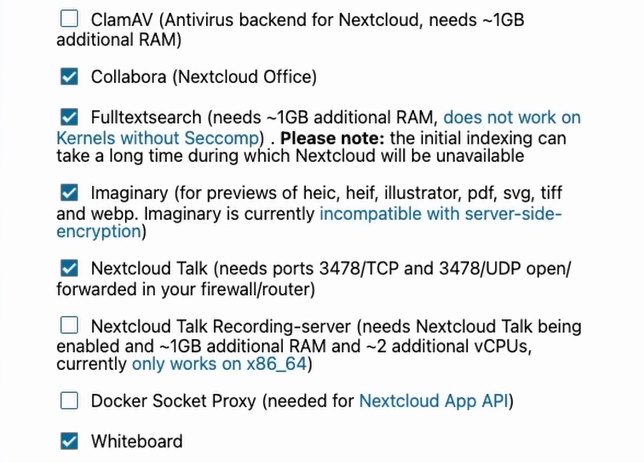 ClamAV (Antivirus backend for Nextcloud, needs ~1GB
additional RAM)
Collabora (Nextcloud Office)
Fulltextsearch (needs ~1GB additional RAM, does not work on
Kernels without Seccomp) . Please note: the initial indexing can
take a long time during which Nextcloud will be unavailable
Imaginary (for previews of heic, heif, illustrator, pdf, svg, tiff
and webp. Imaginary is currently incompatible with server-side-
encryption)
Nextcloud Talk (needs ports 3478/TCP and 3478/UDP open/
forwarded in your firewall/router)
Nextcloud Talk Recording-server (needs Nextcloud Talk being
enabled and ~1GB additional RAM and ~2 additional vCPUs,
currently only works on x86_64)
Docker Socket Proxy (needed for Nextcloud App API)
Whiteboard